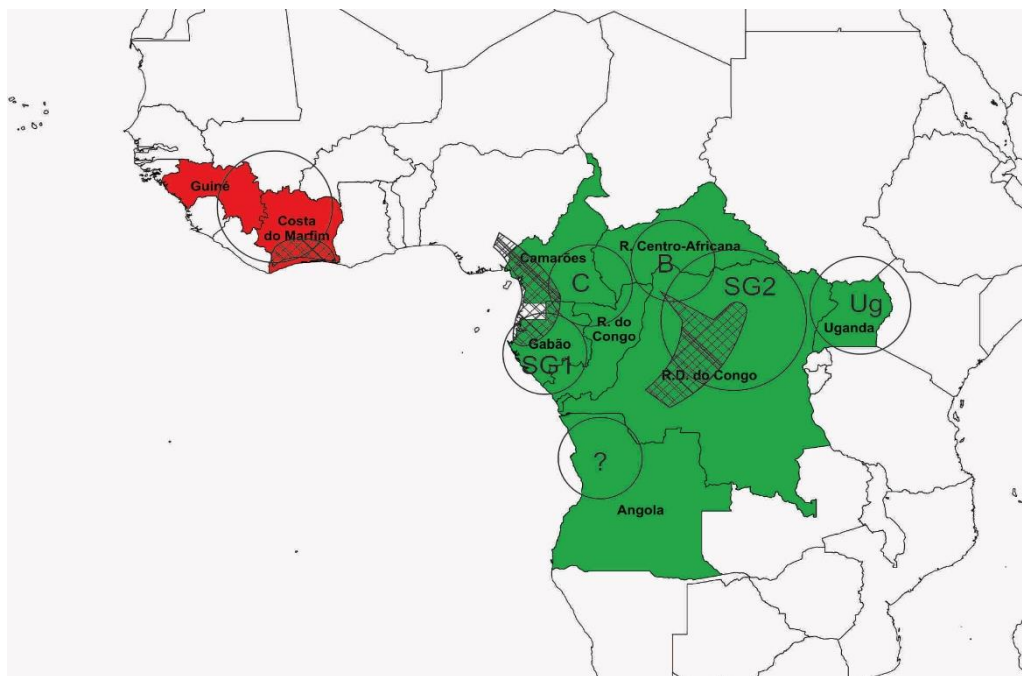 Guiné
Costa
do Marfim
R. Centro-Africana
Camarões
B
C
SG2
Ug
R. do
Congo
Uganda
Gabão
SG1
R.D. do Congo
?
Angola